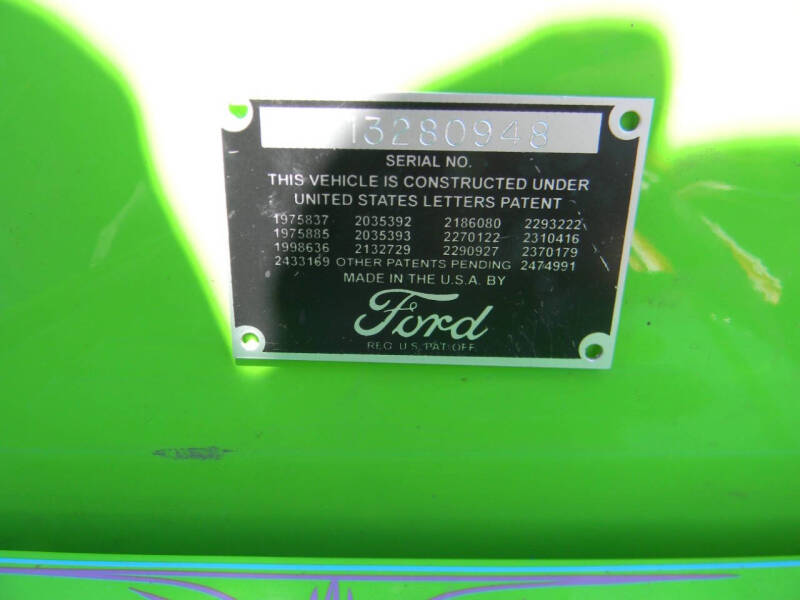 13280948
SERIAL NO.
THIS VEHICLE IS CONSTRUCTED UNDER
UNITED STATES LETTERS PATENT
1975837 2035392 2186080 2293222
1975885 2035393 2270122 2310416
1998636 2132729 2290927 2370179
2433169 OTHER PATENTS PENDING 2474991
MADE IN THE U.S.A. BY
Ford
REG. U.S. PAT. OFF.